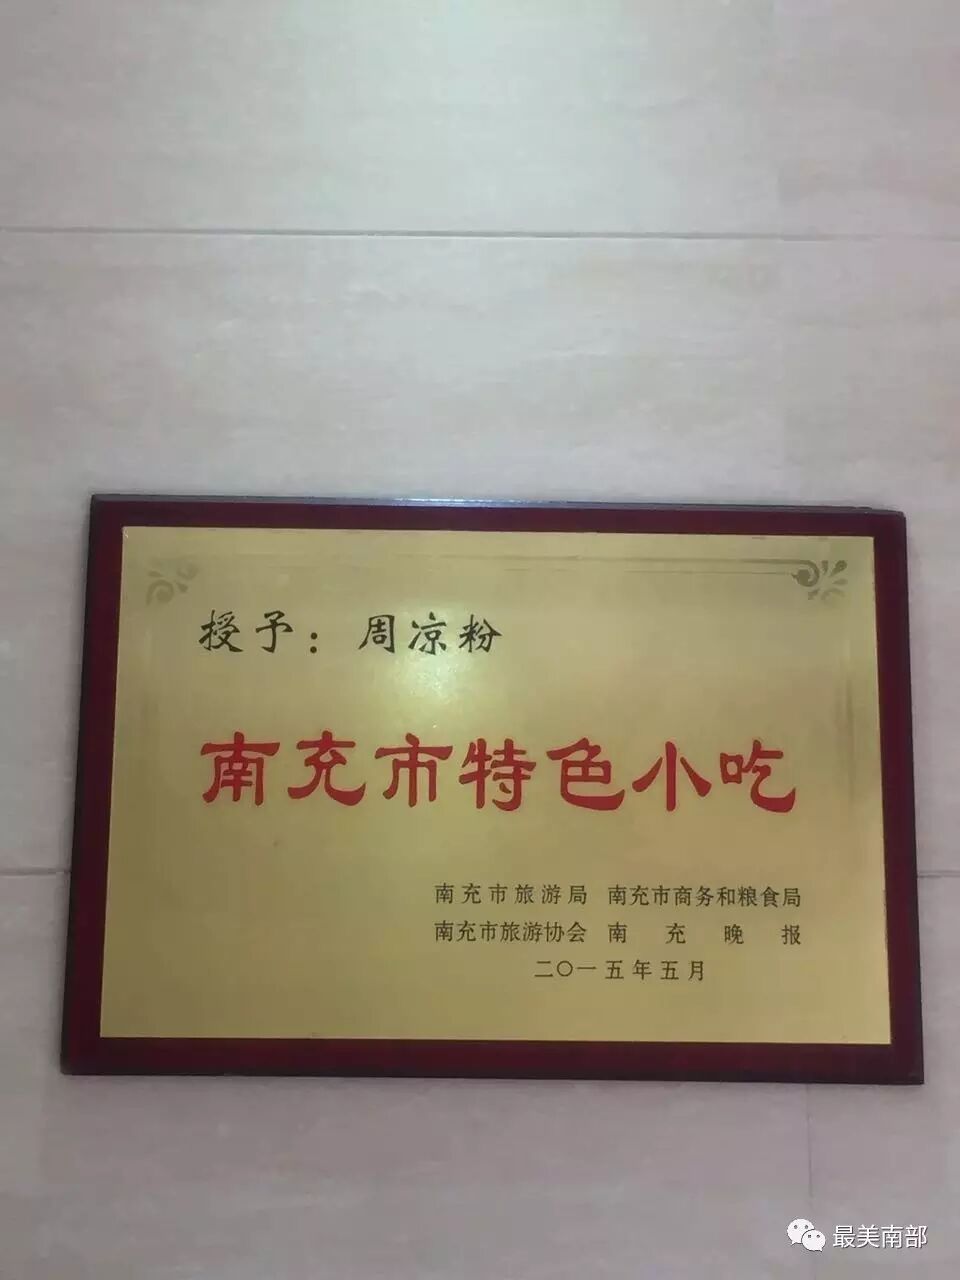 授予：周凉粉
南充市特色小吃
南充市旅游局 南充市商务和粮食局
南充市旅游协会 南充晚报
二〇一五年五月
最美南部